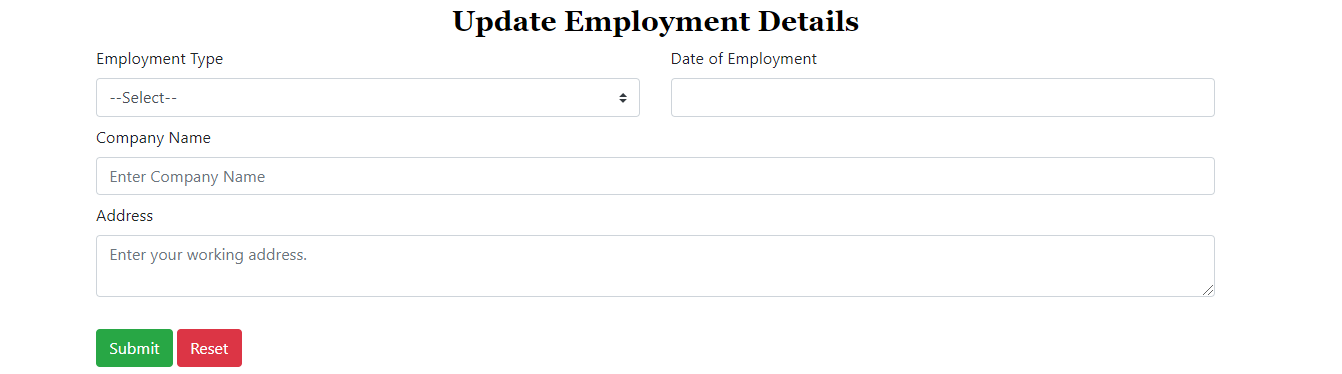 Update Employment Details
Employment Type
Date of Employment
--Select--
Company Name
Enter Company Name
Address
Enter your working address.
Submit Reset